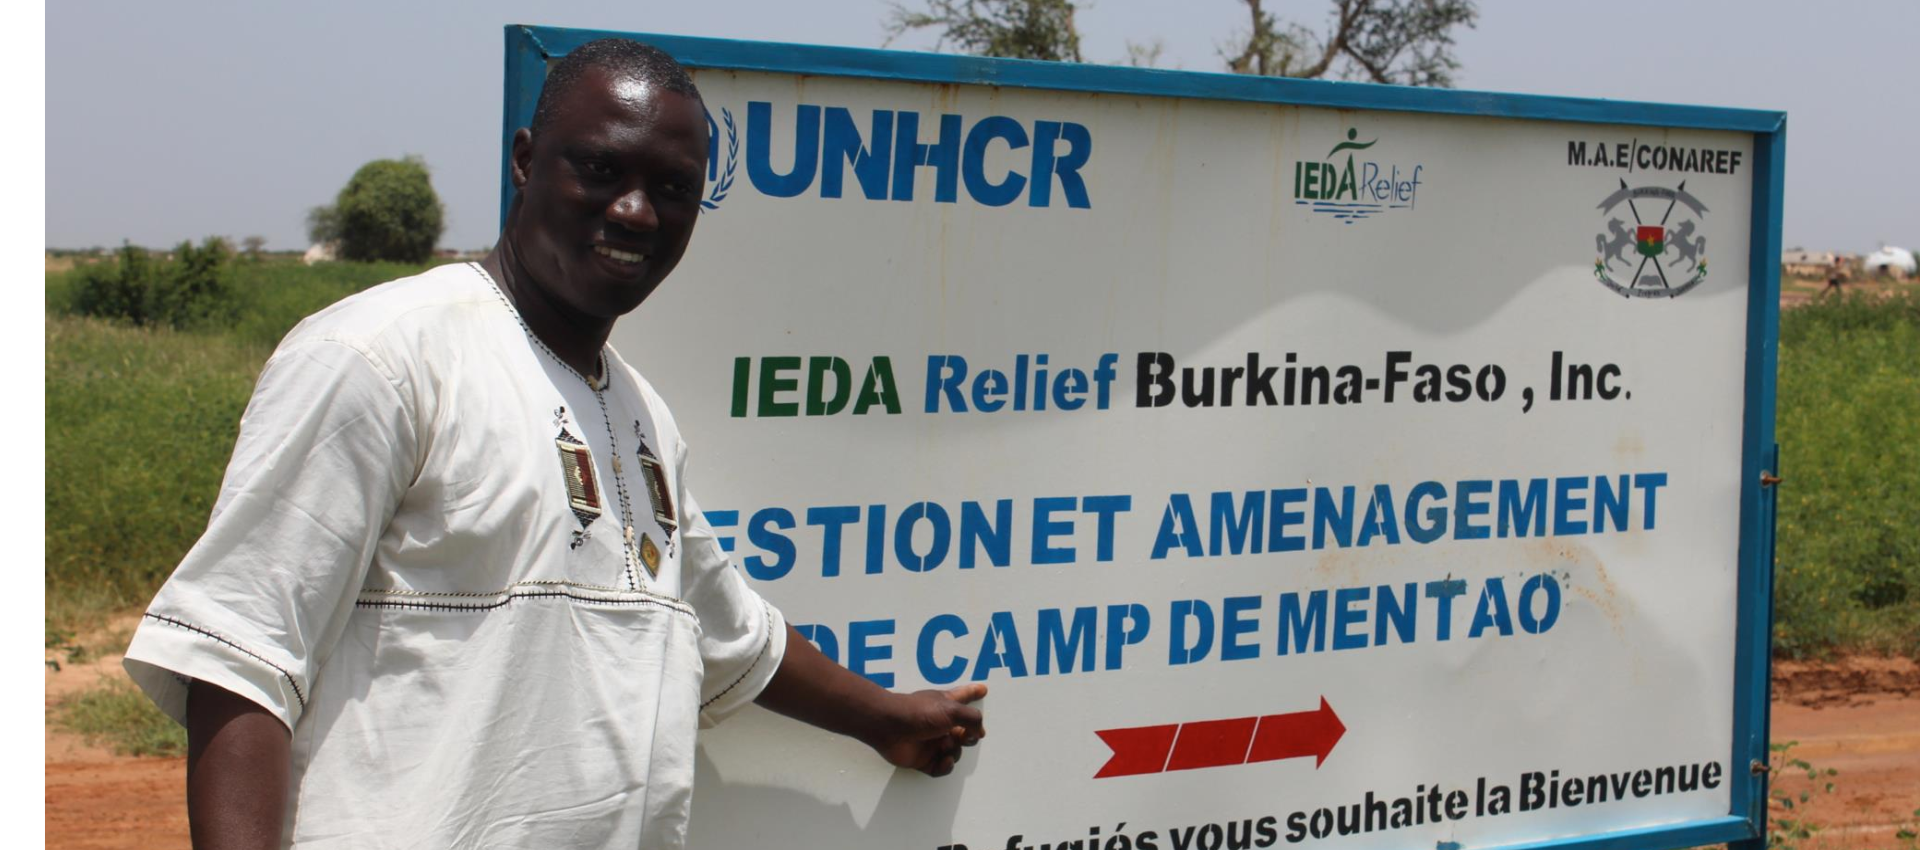 UNHCR
IEDA Relief
M.A.E/CONAREF
IEDA Relief Burkina-Faso , Inc.
ESTION ET AMENAGEMENT
DE CAMP DE MENTAO
Refugiés vous souhaite la Bienvenue